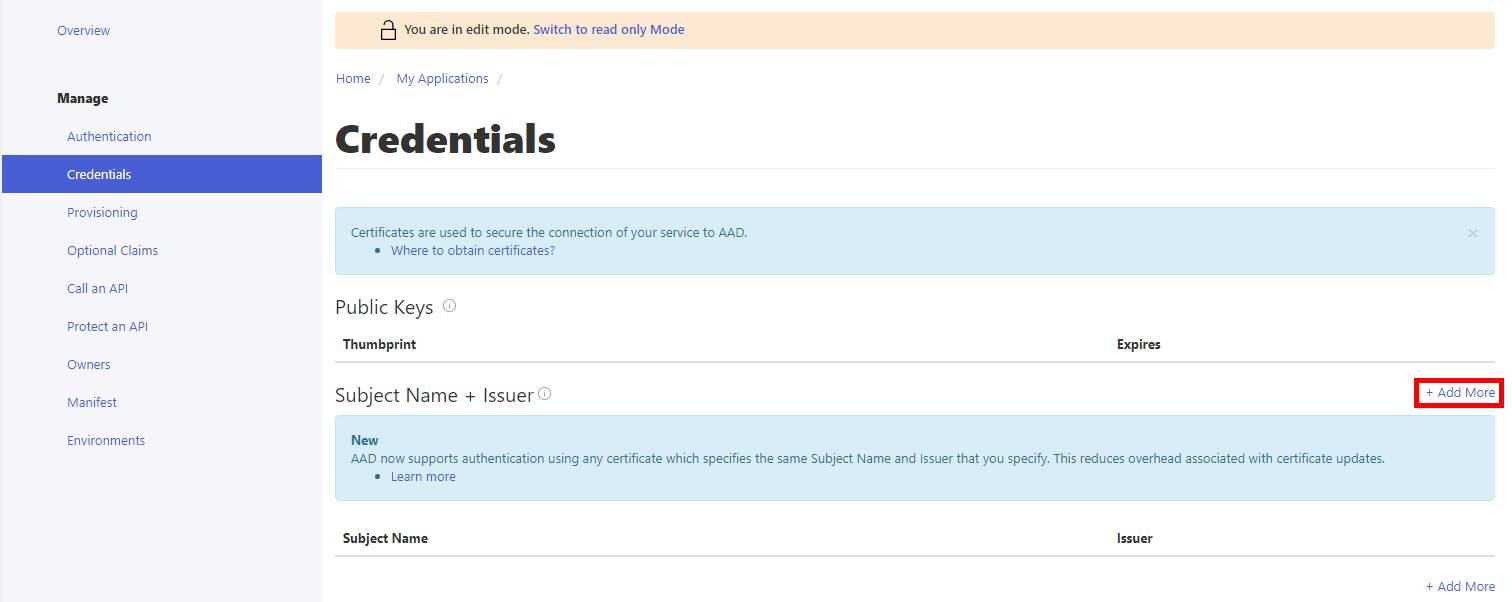 Overview
Manage
Authentication
Credentials
Provisioning
Optional Claims
Call an API
Protect an API
Owners
Manifest
Environments
You are in edit mode. Switch to read only Mode
Home / My Applications /
Credentials
Certificates are used to secure the connection of your service to AAD.
• Where to obtain certificates?
Public Keys
Thumbprint Expires
Subject Name + Issuer
+ Add More
New
AAD now supports authentication using any certificate which specifies the same Subject Name and Issuer that you specify. This reduces overhead associated with certificate updates.
• Learn more
Subject Name Issuer
+ Add More